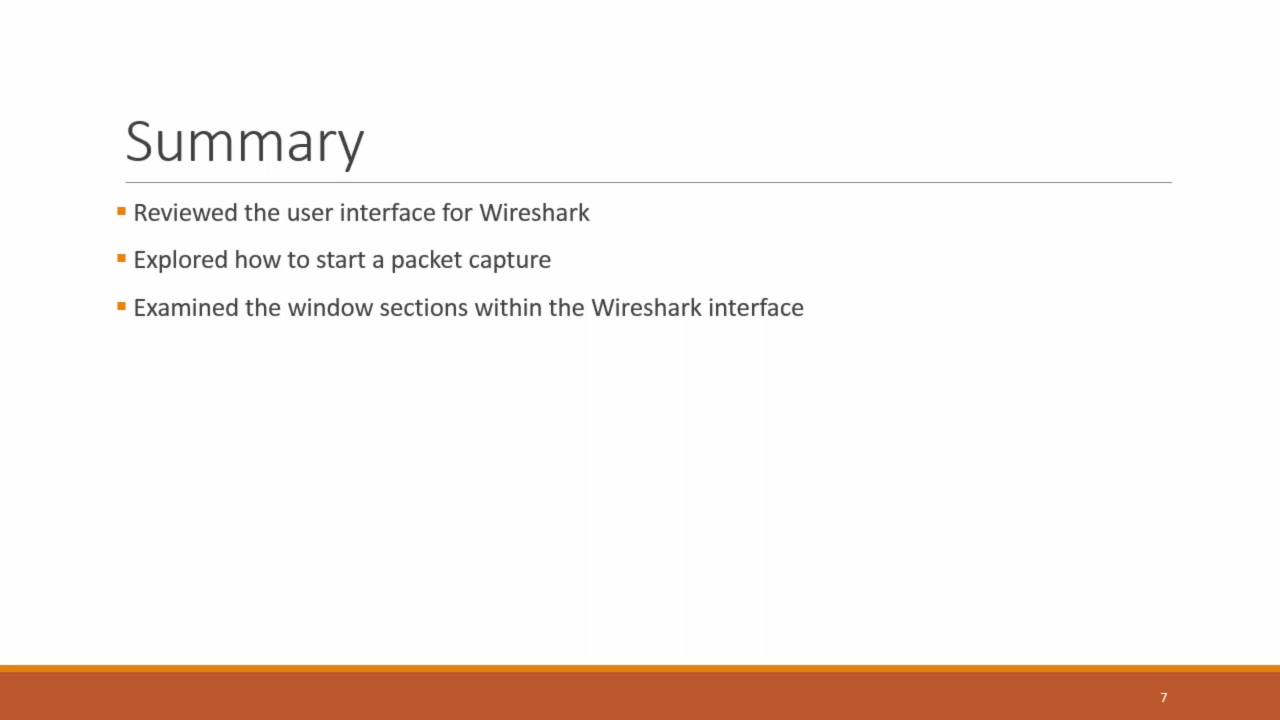 Summary
Reviewed the user interface for Wireshark
Explored how to start a packet capture
Examined the window sections within the Wireshark interface
7